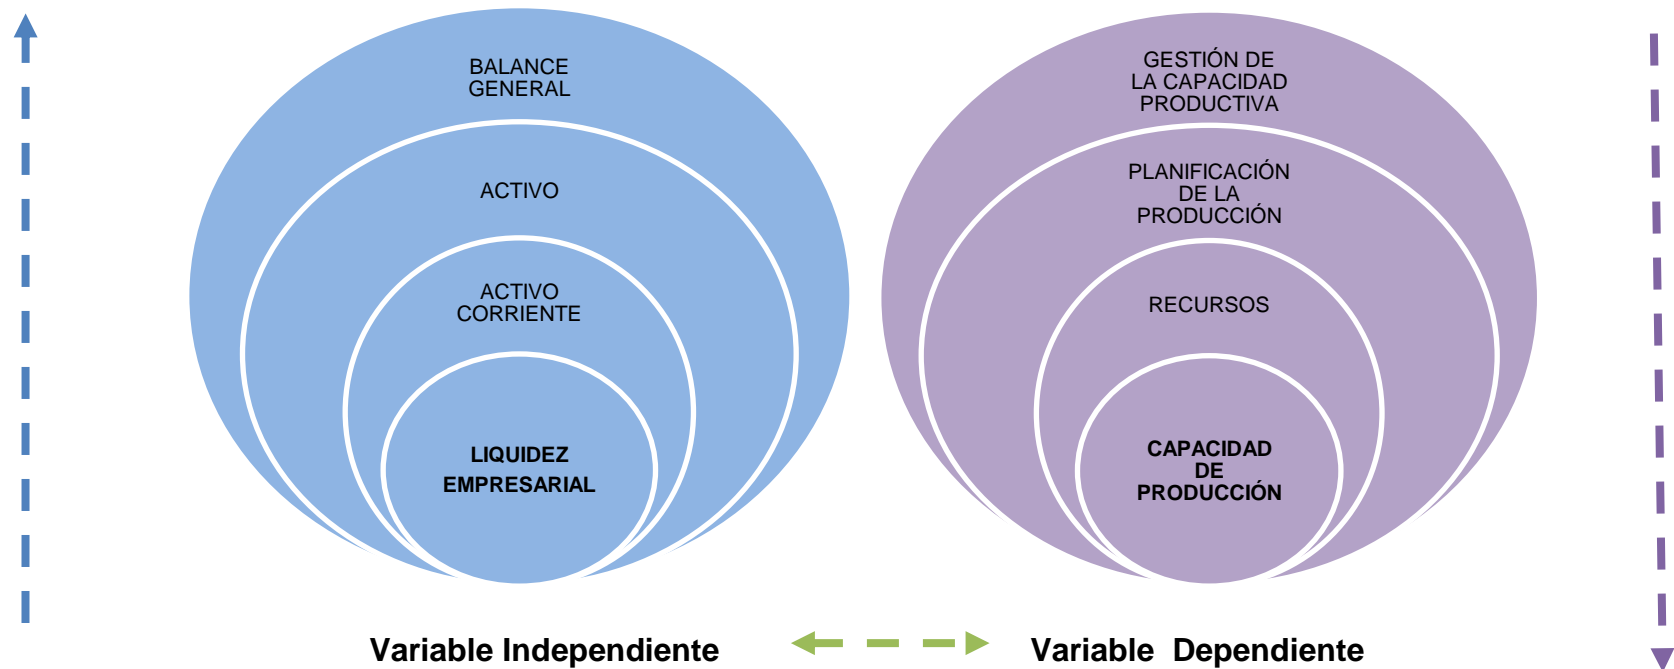 BALANCE
GENERAL
ACTIVO
ACTIVO
CORRIENTE
LIQUIDEZ
EMPRESARIAL
GESTIÓN DE
LA CAPACIDAD
PRODUCTIVA
PLANIFICACIÓN
DE LA
PRODUCCIÓN
RECURSOS
CAPACIDAD
DE
PRODUCCIÓN
Variable Independiente
Variable  Dependiente